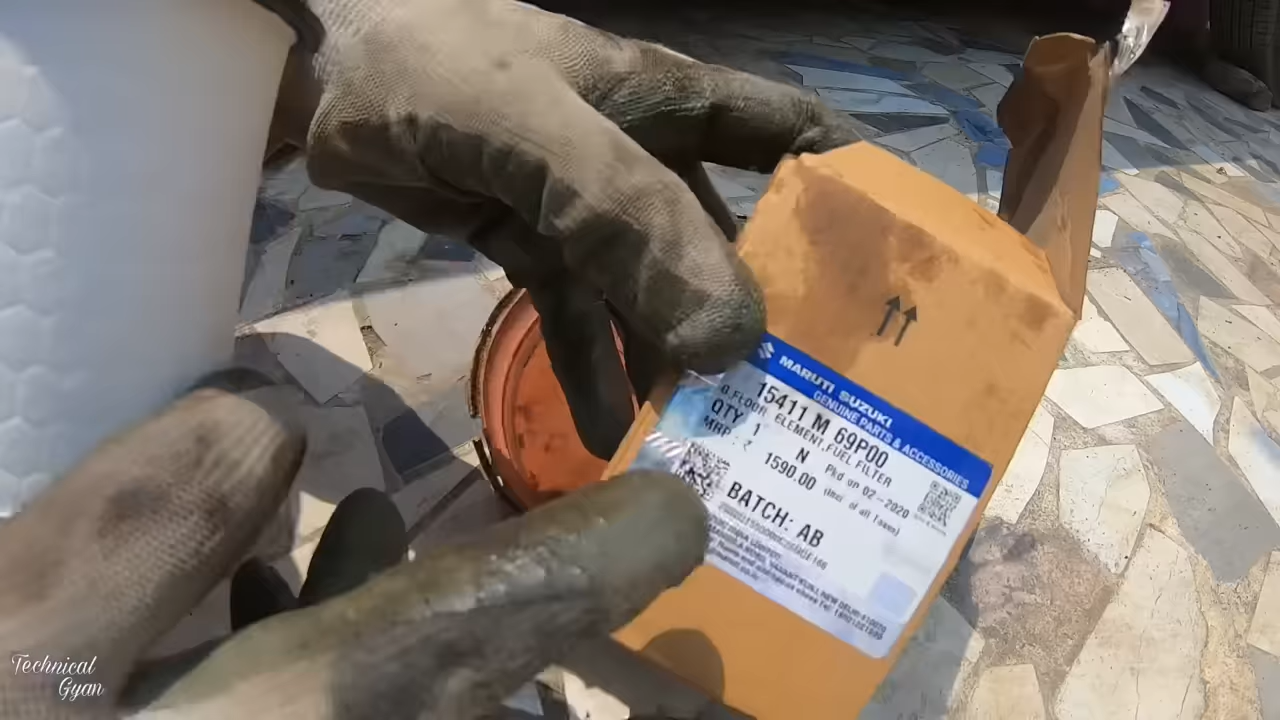 MARUTI SUZUKI
GENUINE PARTS & ACCESSORIES
15411 M 69P00
ELEMENT,FUEL FILTER
QTY 1 N Pkd on 02-2020
MRP : ₹ 1590.00 (Incl of all Taxes)
BATCH: AB
Technical
Gyan